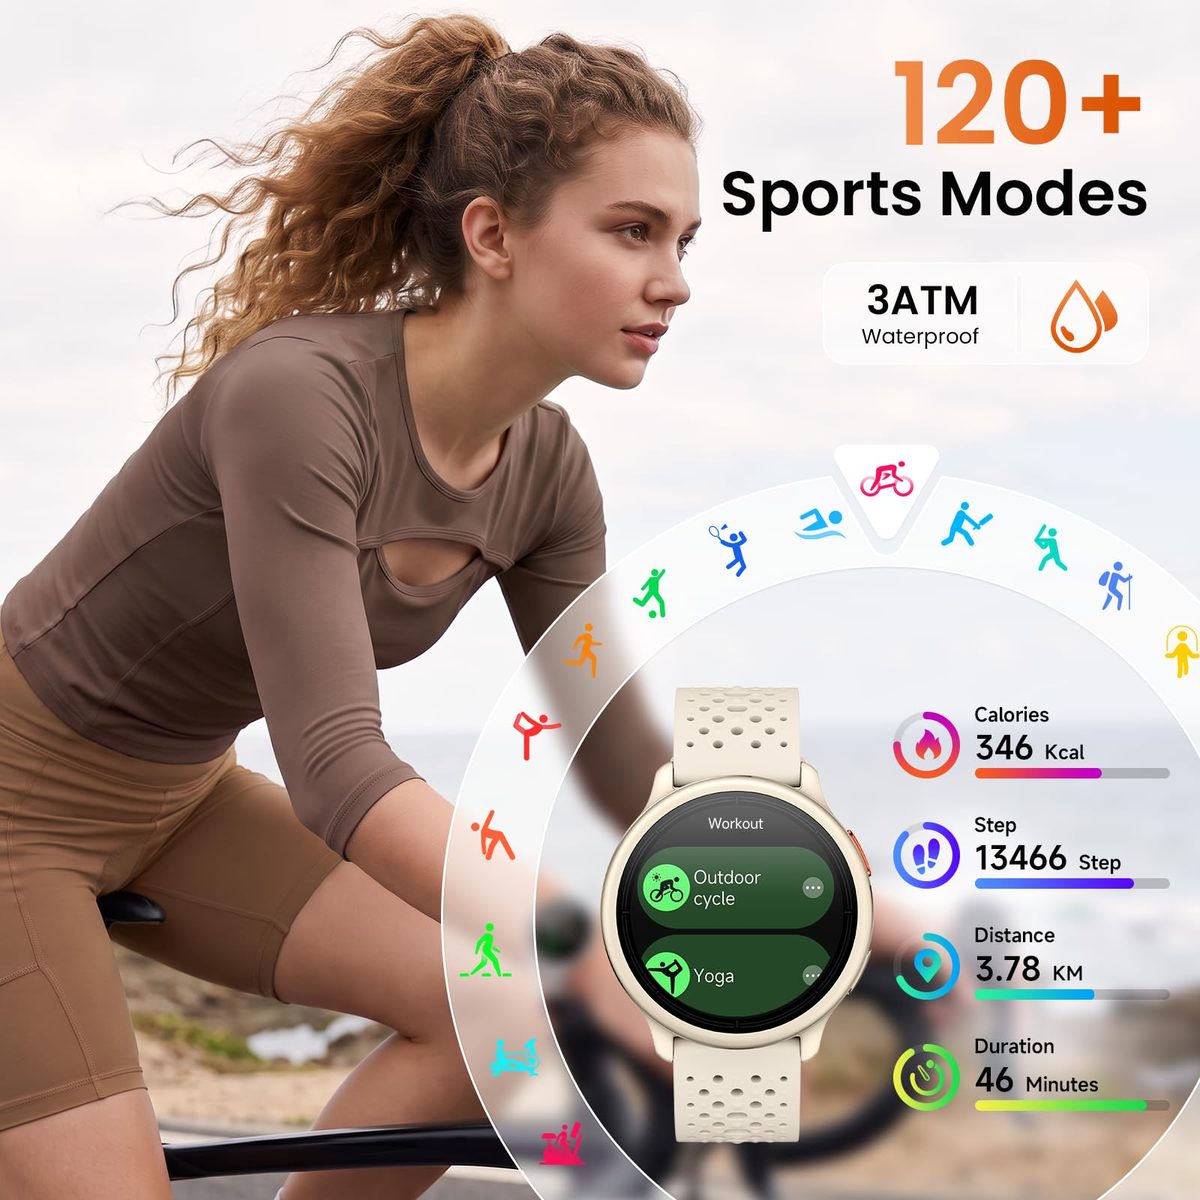 120+
Sports Modes
3ATM
Waterproof
Calories
346 Kcal
Step
13466 Step
Distance
3.78 KM
Duration
46 Minutes
Workout
Outdoor
cycle
Yoga